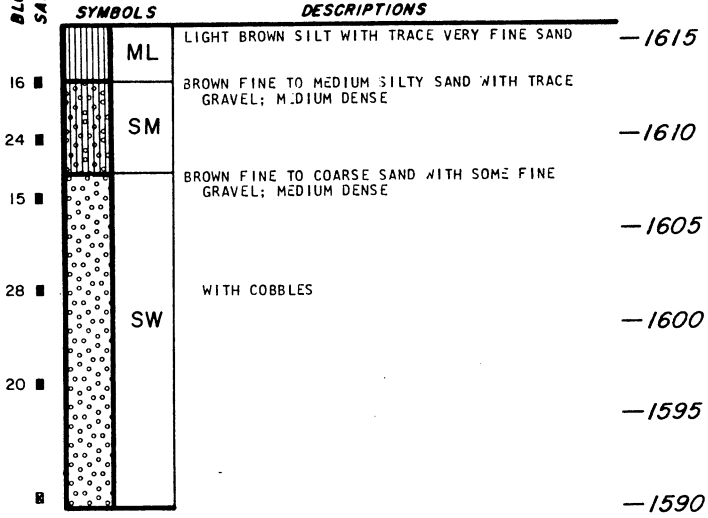 SYMBOLS DESCRIPTIONS
ML LIGHT BROWN SILT WITH TRACE VERY FINE SAND —1615
16 BROWN FINE TO MEDIUM SILTY SAND WITH TRACE
GRAVEL; MEDIUM DENSE
24 SM —1610
BROWN FINE TO COARSE SAND WITH SOME FINE
15 GRAVEL; MEDIUM DENSE
—1605
28 WITH COBBLES
SW —1600
20
—1595
—1590